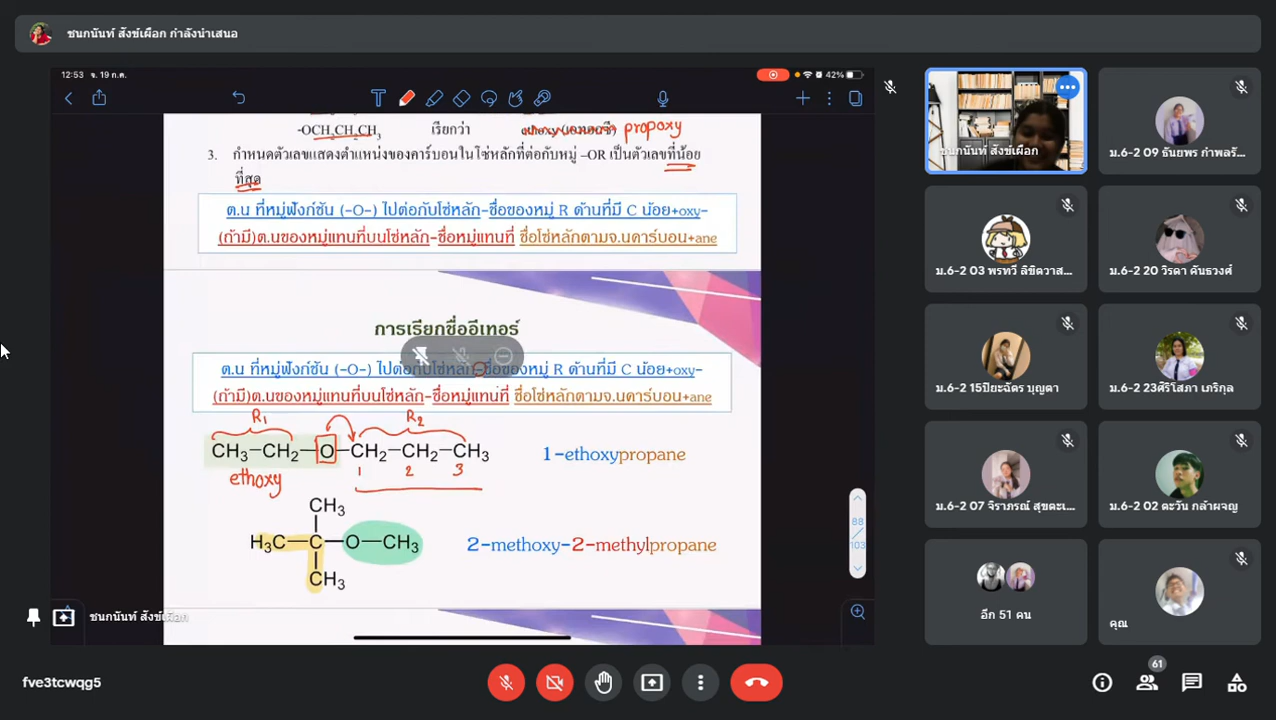 ชนกนันท์ สังข์เผือก กำลังนำเสนอ
12:53 จ. 19 ก.ค.
42%
-OCH2CH2CH3 เรียกว่า propoxy
3. กำหนดตัวเลขแสดงตำแหน่งของคาร์บอนในโซ่หลักที่ต่อกับหมู่ –OR เป็นตัวเลขที่น้อย
ที่สุด
ต.น ที่หมู่ฟังก์ชัน (-O-) ไปต่อกับโซ่หลัก-ชื่อของหมู่ R ด้านที่มี C น้อย+oxy-
(ถ้ามี)ต.นของหมู่แทนที่บนโซ่หลัก-ชื่อหมู่แทนที่ ชื่อโซ่หลักตามจ.นคาร์บอน+ane
การเรียกชื่ออีเทอร์
ต.น ที่หมู่ฟังก์ชัน (-O-) ไปต่อกับโซ่หลัก-ชื่อของหมู่ R ด้านที่มี C น้อย+oxy-
(ถ้ามี)ต.นของหมู่แทนที่บนโซ่หลัก-ชื่อหมู่แทนที่ ชื่อโซ่หลักตามจ.นคาร์บอน+ane
R1 R2
CH3—CH2—O—CH2—CH2—CH3 1-ethoxypropane
ethoxy 1 2 3
CH3
H3C—C—O—CH3 2-methoxy-2-methylpropane
CH3
88
103
ชนกนันท์ สังข์เผือก
fve3tcwqg5
ชนกนันท์ สังข์เผือก
ม.6-2 09 ธันยพร กำพลรั...
ม.6-2 03 พรทวี ลิขิตวาส...
ม.6-2 20 วิรดา คันธวงศ์
ม.6-2 15ปิยะฉัตร บุญตา
ม.6-2 23ศิริโสภา เภริกุล
ม.6-2 07 จิราภรณ์ สุขตะเ...
ม.6-2 02 ตะวัน กล้าผจญ
อีก 51 คน
คุณ
61